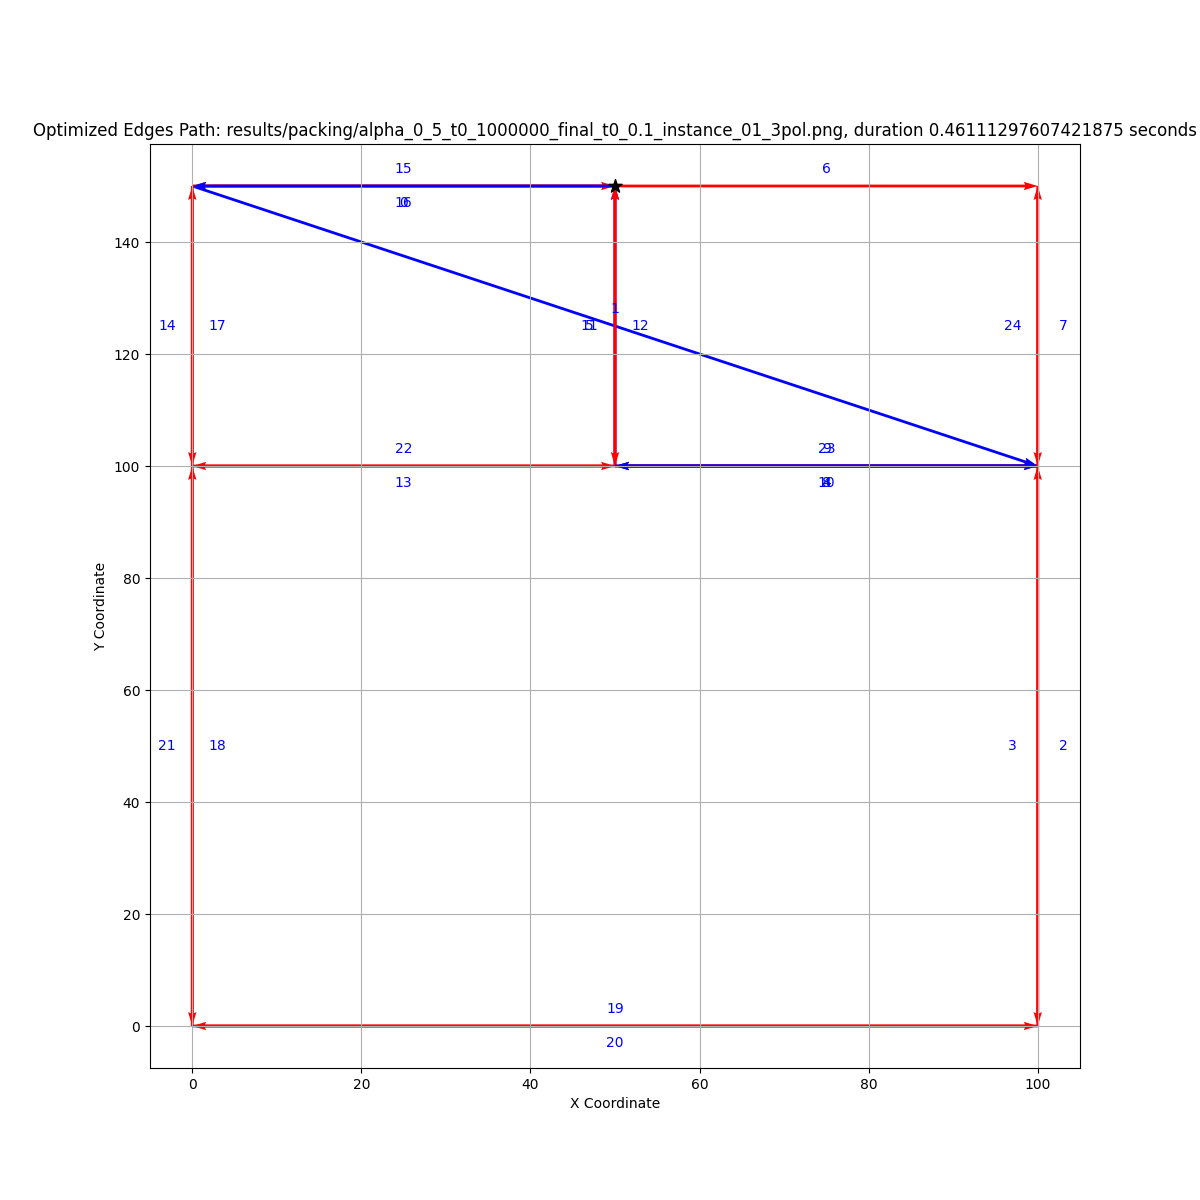 Optimized Edges Path: results/packing/alpha_0_5_t0_1000000_final_t0_0.1_instance_01_3pol.png, duration 0.46111297607421875 seconds
15 6
16
140
1
14 17 12 24 7
120
22
100
13
80
Y Coordinate
60
21 18 3 2
40
20
19
0
20
0 20 40 60 80 100
X Coordinate